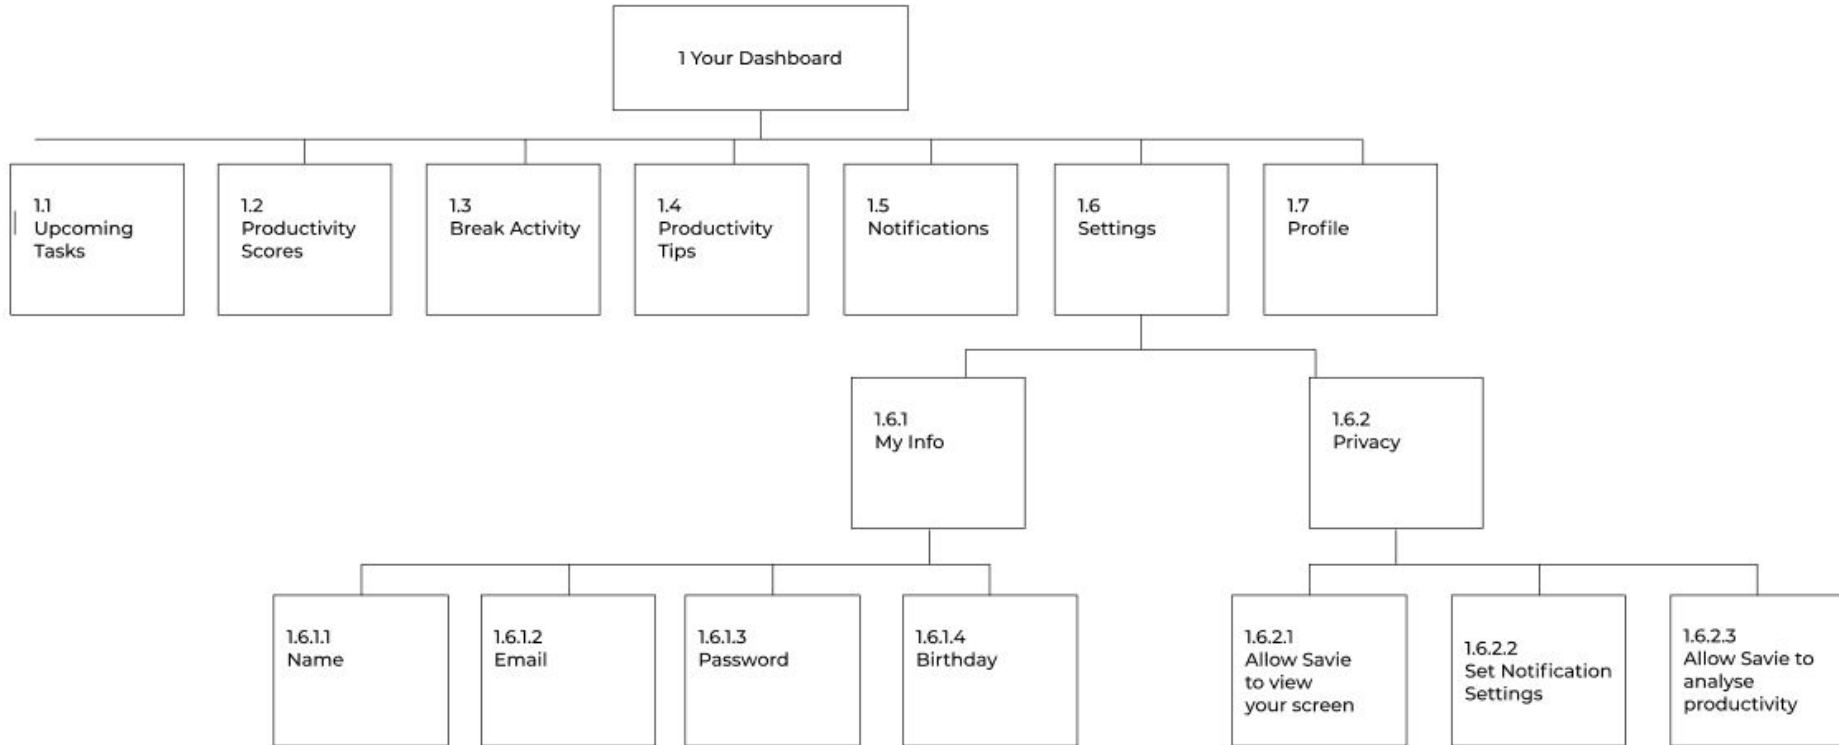 1 Your Dashboard
1.1
Upcoming
Tasks
1.2
Productivity
Scores
1.3
Break Activity
1.4
Productivity
Tips
1.5
Notifications
1.6
Settings
1.7
Profile
1.6.1
My Info
1.6.2
Privacy
1.6.1.1
Name
1.6.1.2
Email
1.6.1.3
Password
1.6.1.4
Birthday
1.6.2.1
Allow Savie
to view
your screen
1.6.2.2
Set Notification
Settings
1.6.2.3
Allow Savie to
analyse
productivity